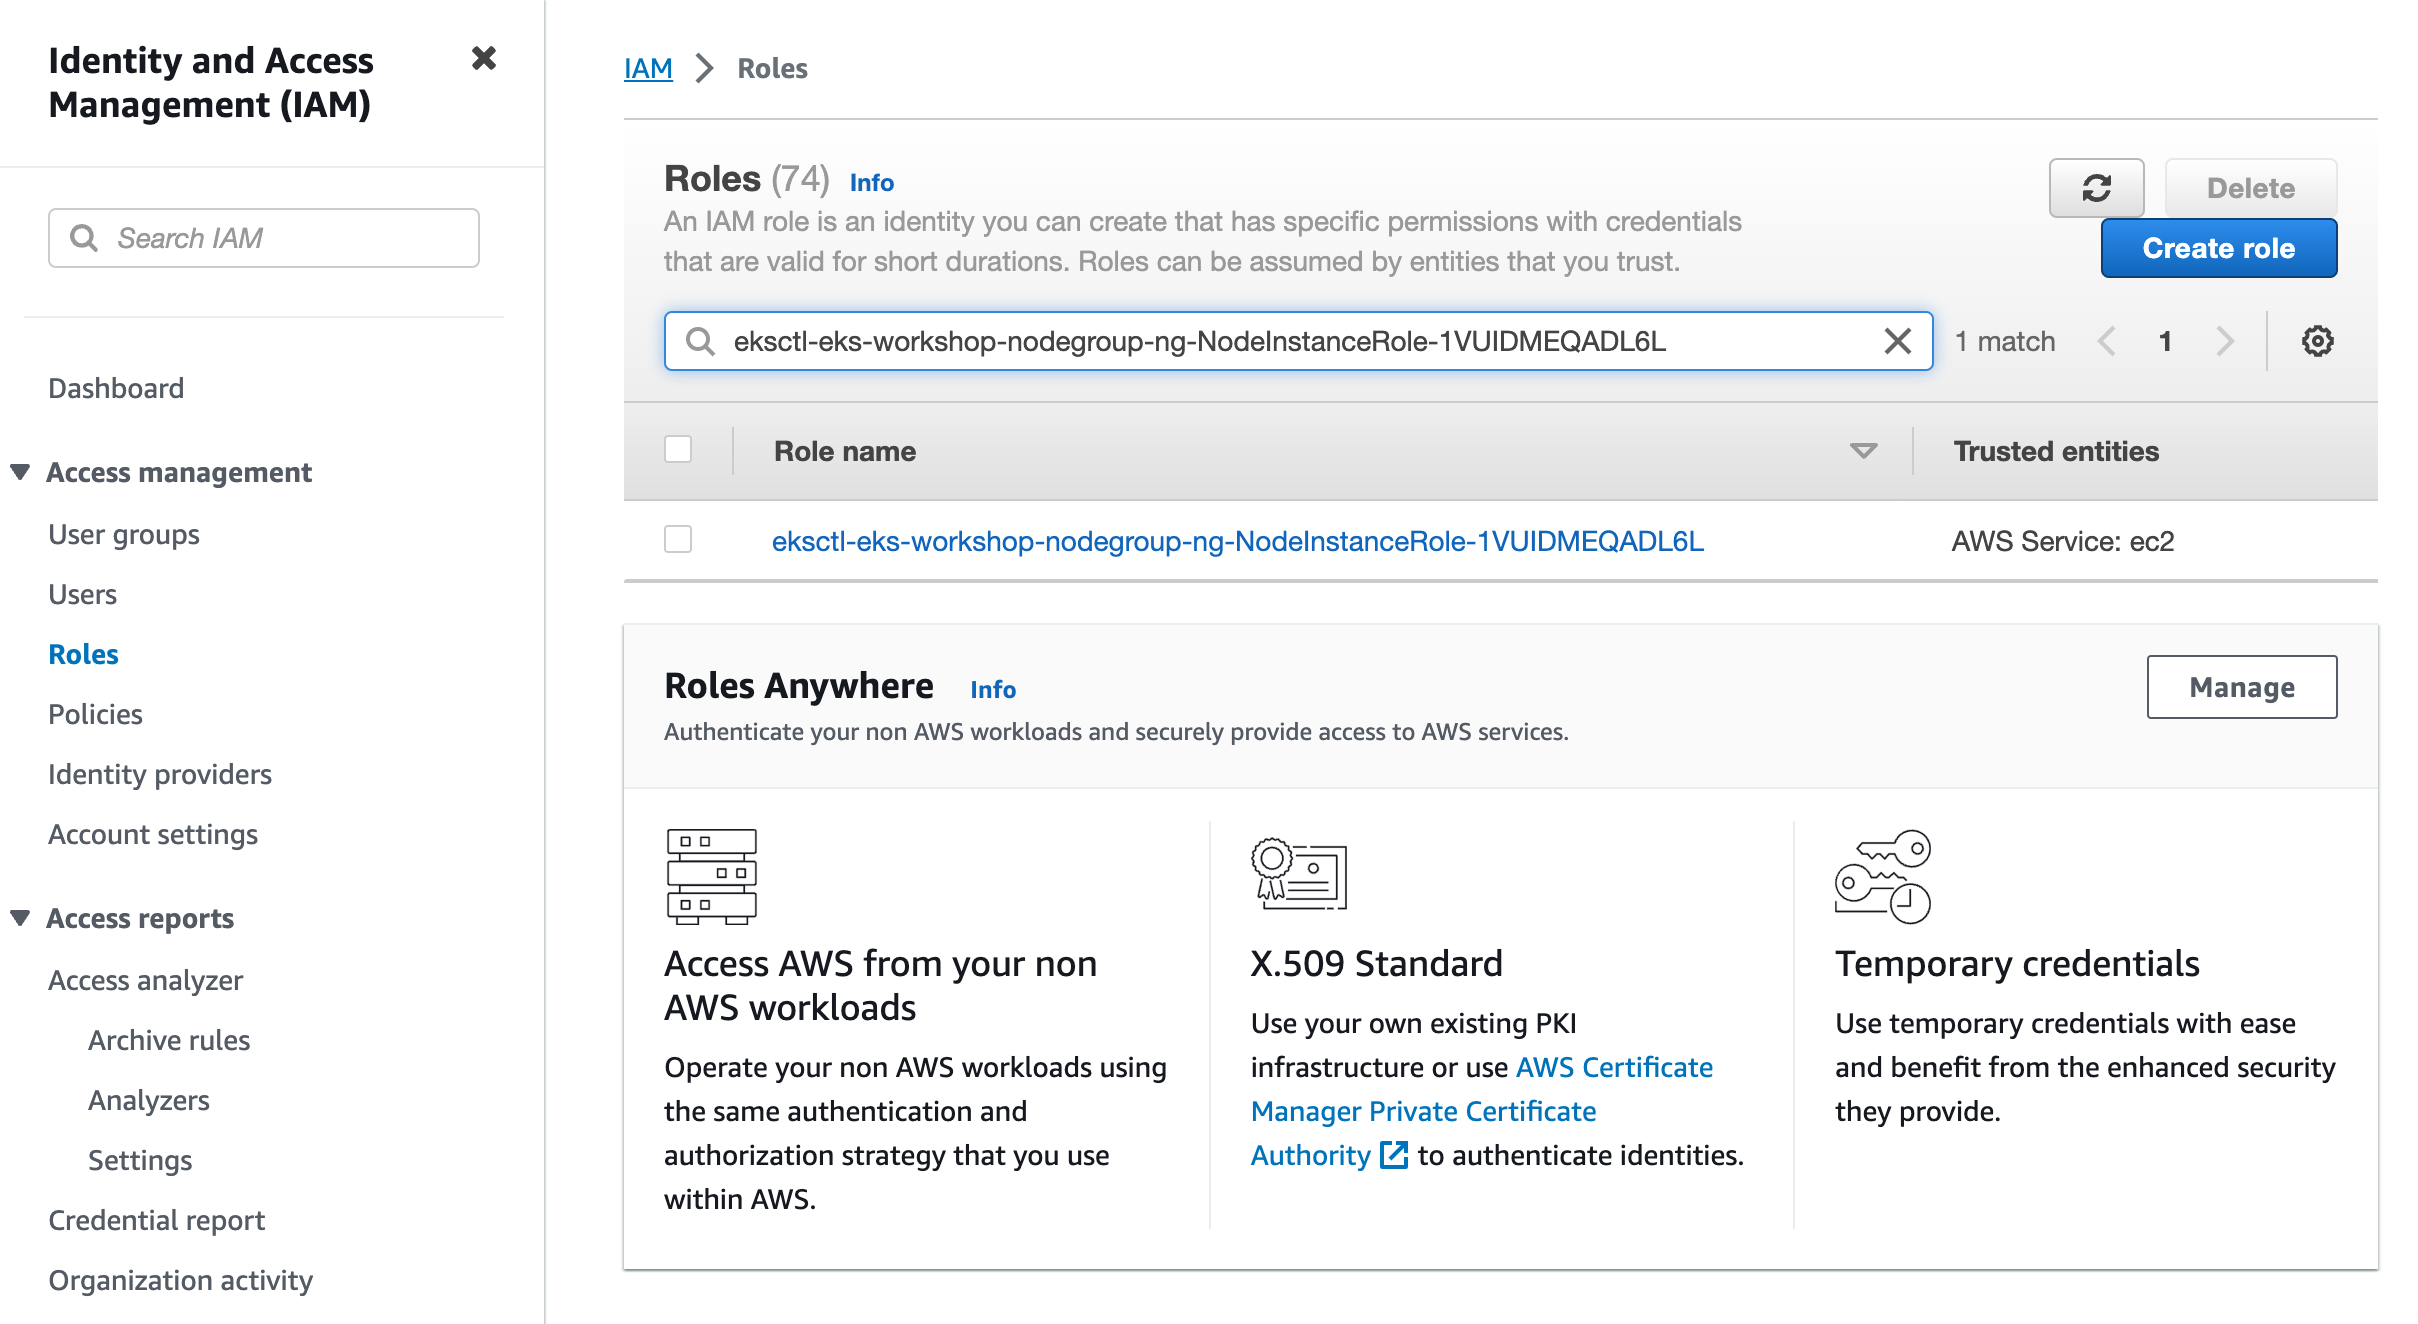 Identity and Access
Management (IAM)
Search IAM
Dashboard
Access management
User groups
Users
Roles
Policies
Identity providers
Account settings
Access reports
Access analyzer
Archive rules
Analyzers
Settings
Credential report
Organization activity
IAM > Roles
Roles (74) Info
An IAM role is an identity you can create that has specific permissions with credentials
that are valid for short durations. Roles can be assumed by entities that you trust.
Delete
Create role
eksctl-eks-workshop-nodegroup-ng-NodeInstanceRole-1VUIDMEQADL6L
1 match
1
Role name
Trusted entities
eksctl-eks-workshop-nodegroup-ng-NodeInstanceRole-1VUIDMEQADL6L
AWS Service: ec2
Roles Anywhere Info
Authenticate your non AWS workloads and securely provide access to AWS services.
Manage
Access AWS from your non
AWS workloads
Operate your non AWS workloads using
the same authentication and
authorization strategy that you use
within AWS.
X.509 Standard
Use your own existing PKI
infrastructure or use AWS Certificate
Manager Private Certificate
Authority to authenticate identities.
Temporary credentials
Use temporary credentials with ease
and benefit from the enhanced security
they provide.